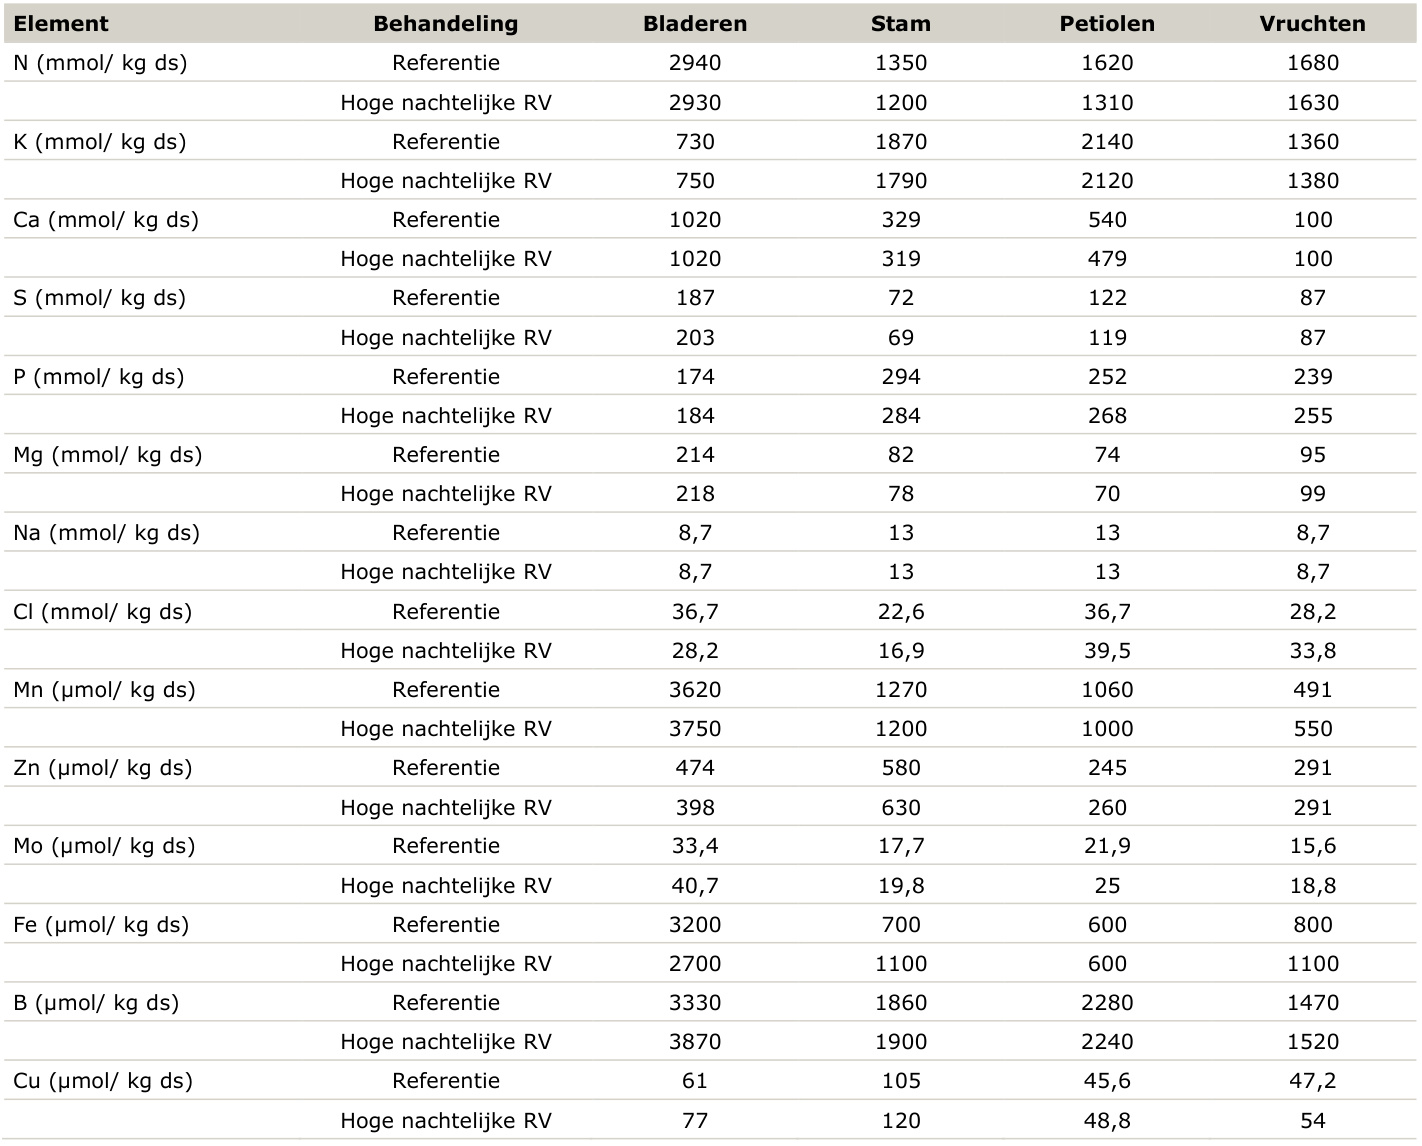 Element Behandeling Bladeren Stam Petiolen Vruchten
N (mmol/ kg ds) Referentie 2940 1350 1620 1680
Hoge nachtelijke RV 2930 1200 1310 1630
K (mmol/ kg ds) Referentie 730 1870 2140 1360
Hoge nachtelijke RV 750 1790 2120 1380
Ca (mmol/ kg ds) Referentie 1020 329 540 100
Hoge nachtelijke RV 1020 319 479 100
S (mmol/ kg ds) Referentie 187 72 122 87
Hoge nachtelijke RV 203 69 119 87
P (mmol/ kg ds) Referentie 174 294 252 239
Hoge nachtelijke RV 184 284 268 255
Mg (mmol/ kg ds) Referentie 214 82 74 95
Hoge nachtelijke RV 218 78 70 99
Na (mmol/ kg ds) Referentie 8,7 13 13 8,7
Hoge nachtelijke RV 8,7 13 13 8,7
Cl (mmol/ kg ds) Referentie 36,7 22,6 36,7 28,2
Hoge nachtelijke RV 28,2 16,9 39,5 33,8
Mn (µmol/ kg ds) Referentie 3620 1270 1060 491
Hoge nachtelijke RV 3750 1200 1000 550
Zn (µmol/ kg ds) Referentie 474 580 245 291
Hoge nachtelijke RV 398 630 260 291
Mo (µmol/ kg ds) Referentie 33,4 17,7 21,9 15,6
Hoge nachtelijke RV 40,7 19,8 25 18,8
Fe (µmol/ kg ds) Referentie 3200 700 600 800
Hoge nachtelijke RV 2700 1100 600 1100
B (µmol/ kg ds) Referentie 3330 1860 2280 1470
Hoge nachtelijke RV 3870 1900 2240 1520
Cu (µmol/ kg ds) Referentie 61 105 45,6 47,2
Hoge nachtelijke RV 77 120 48,8 54